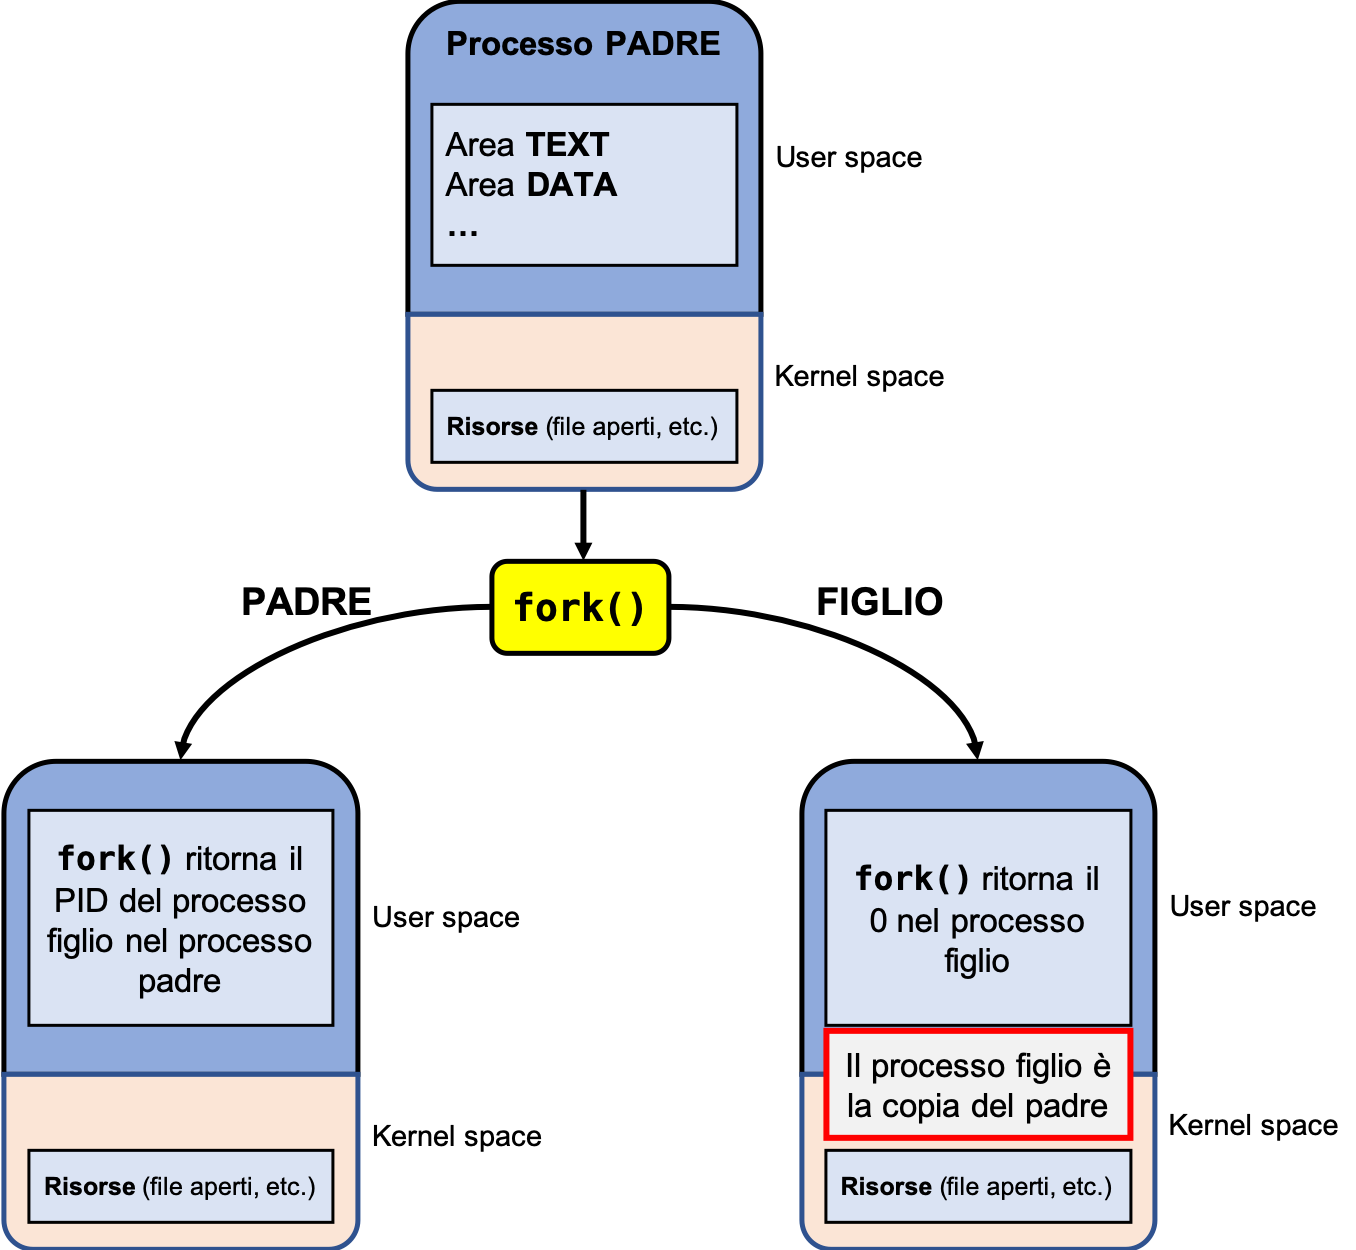 Processo PADRE
Area TEXT
Area DATA
...
User space
Kernel space
Risorse (file aperti, etc.)
fork()
PADRE
FIGLIO
fork() ritorna il
PID del processo
figlio nel processo
padre
User space
Kernel space
Risorse (file aperti, etc.)
fork() ritorna il
0 nel processo
figlio
User space
Il processo figlio è
la copia del padre
Kernel space
Risorse (file aperti, etc.)